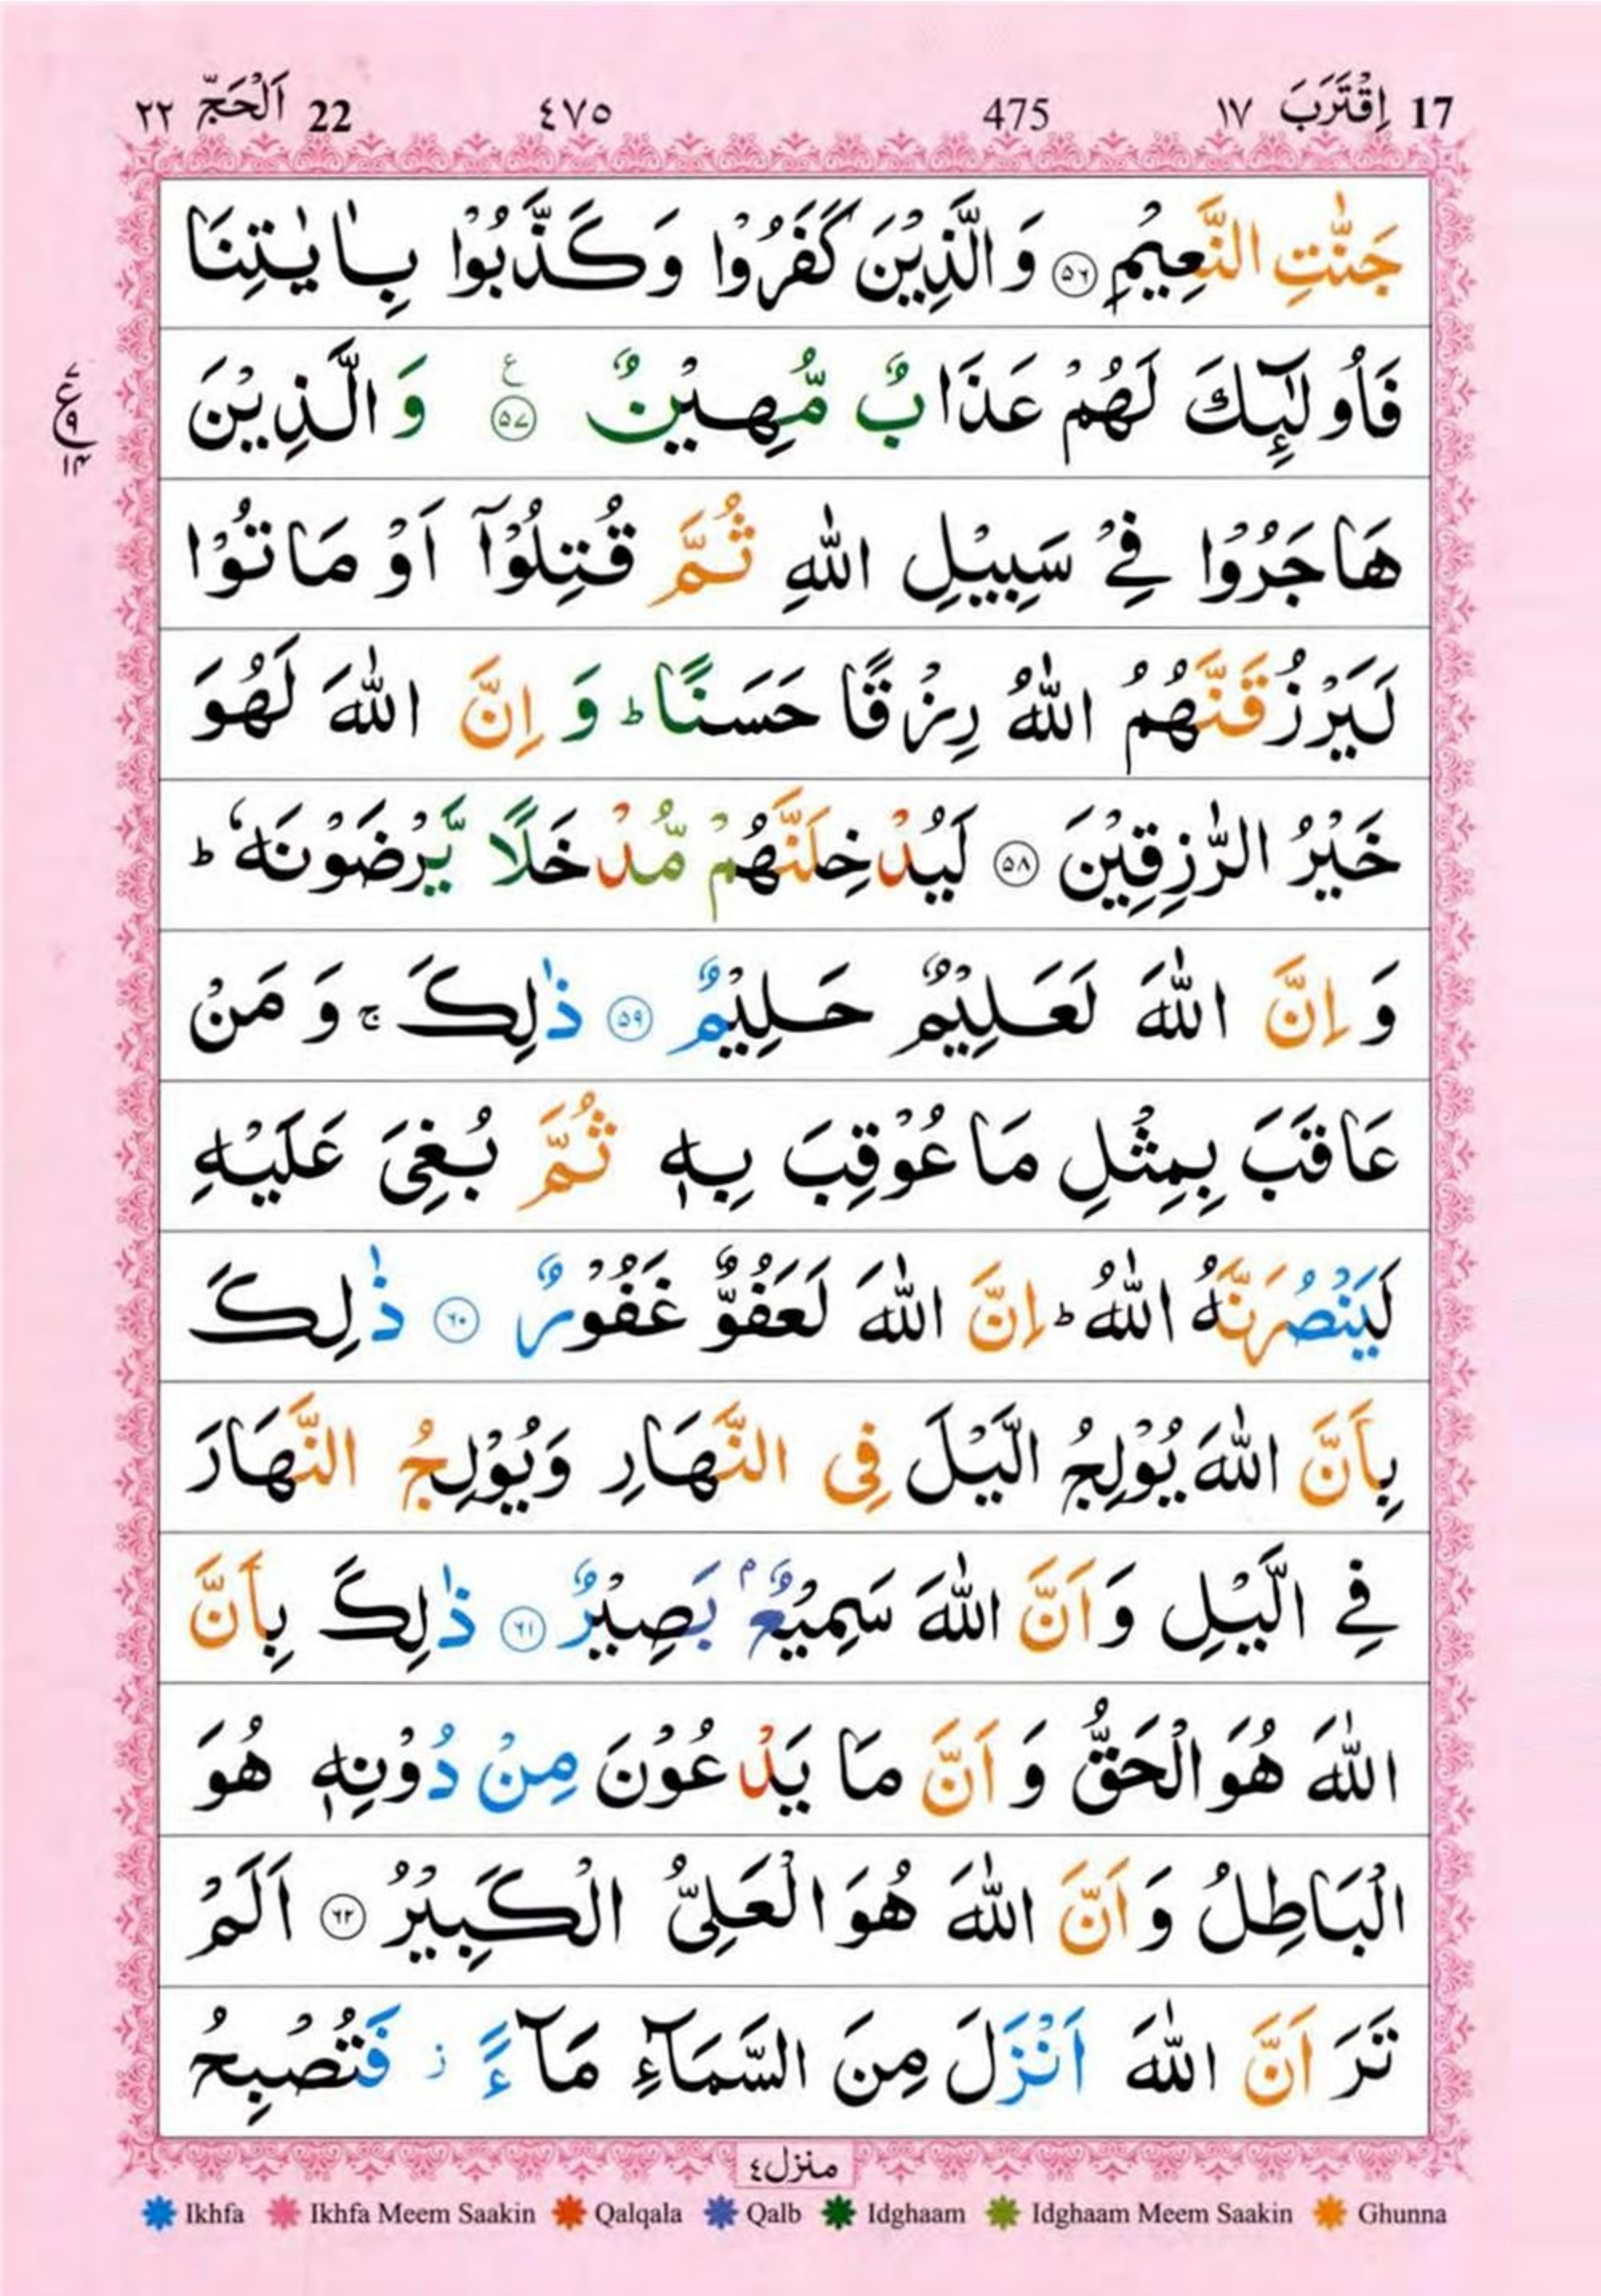 17 اِقْتَرَبَ ١٧ 475 ٤٧٥ 22 اَلْحَجّ ٢٢
جَنّٰتِ النَّعِيْمِ ۝٥٦ وَالَّذِيْنَ كَفَرُوْا وَكَذَّبُوْا بِاٰيٰتِنَا
فَاُولٰٓئِكَ لَهُمْ عَذَابٌ مُّهِيْنٌ ۝٥٧ ع وَالَّذِيْنَ
ع ٧ ٩ ١٤
هَاجَرُوْا فِيْ سَبِيْلِ اللّٰهِ ثُمَّ قُتِلُوْٓا اَوْ مَاتُوْا
لَيَرْزُقَنَّهُمُ اللّٰهُ رِزْقًا حَسَنًا ؕ وَاِنَّ اللّٰهَ لَهُوَ
خَيْرُ الرّٰزِقِيْنَ ۝٥٨ لَيُدْخِلَنَّهُمْ مُّدْخَلًا يَّرْضَوْنَهٗ ؕ
وَاِنَّ اللّٰهَ لَعَلِيْمٌ حَلِيْمٌ ۝٥٩ ذٰلِكَ ۚ وَمَنْ
عَاقَبَ بِمِثْلِ مَا عُوْقِبَ بِهٖ ثُمَّ بُغِىَ عَلَيْهِ
لَيَنْصُرَنَّهُ اللّٰهُ ؕ اِنَّ اللّٰهَ لَعَفُوٌّ غَفُوْرٌ ۝٦٠ ذٰلِكَ
بِاَنَّ اللّٰهَ يُوْلِجُ الَّيْلَ فِى النَّهَارِ وَيُوْلِجُ النَّهَارَ
فِي الَّيْلِ وَاَنَّ اللّٰهَ سَمِيْعٌۢ بَصِيْرٌ ۝٦١ ذٰلِكَ بِاَنَّ
اللّٰهَ هُوَ الْحَقُّ وَاَنَّ مَا يَدْعُوْنَ مِنْ دُوْنِهٖ هُوَ
الْبَاطِلُ وَاَنَّ اللّٰهَ هُوَ الْعَلِىُّ الْكَبِيْرُ ۝٦٢ اَلَمْ
تَرَ اَنَّ اللّٰهَ اَنْزَلَ مِنَ السَّمَآءِ مَآءً ز فَتُصْبِحُ
منزل ٤
Ikhfa Ikhfa Meem Saakin Qalqala Qalb Idghaam Idghaam Meem Saakin Ghunna